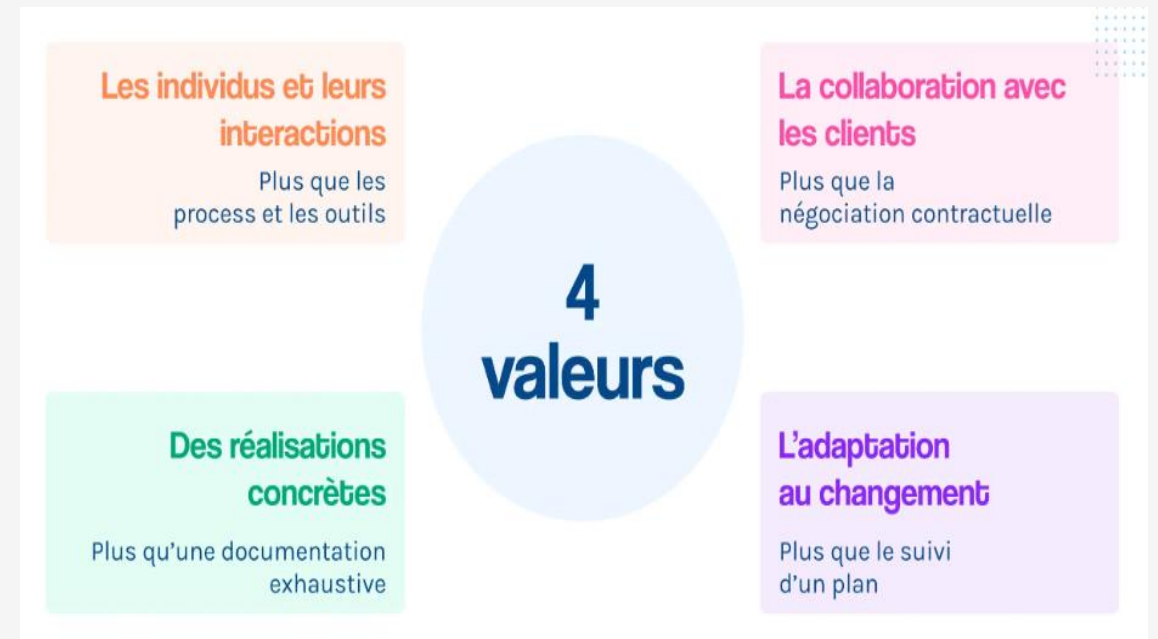 Les individus et leurs
interactions
Plus que les
process et les outils
La collaboration avec
les clients
Plus que la
négociation contractuelle
4
valeurs
Des réalisations
concrètes
Plus qu'une documentation
exhaustive
L'adaptation
au changement
Plus que le suivi
d'un plan